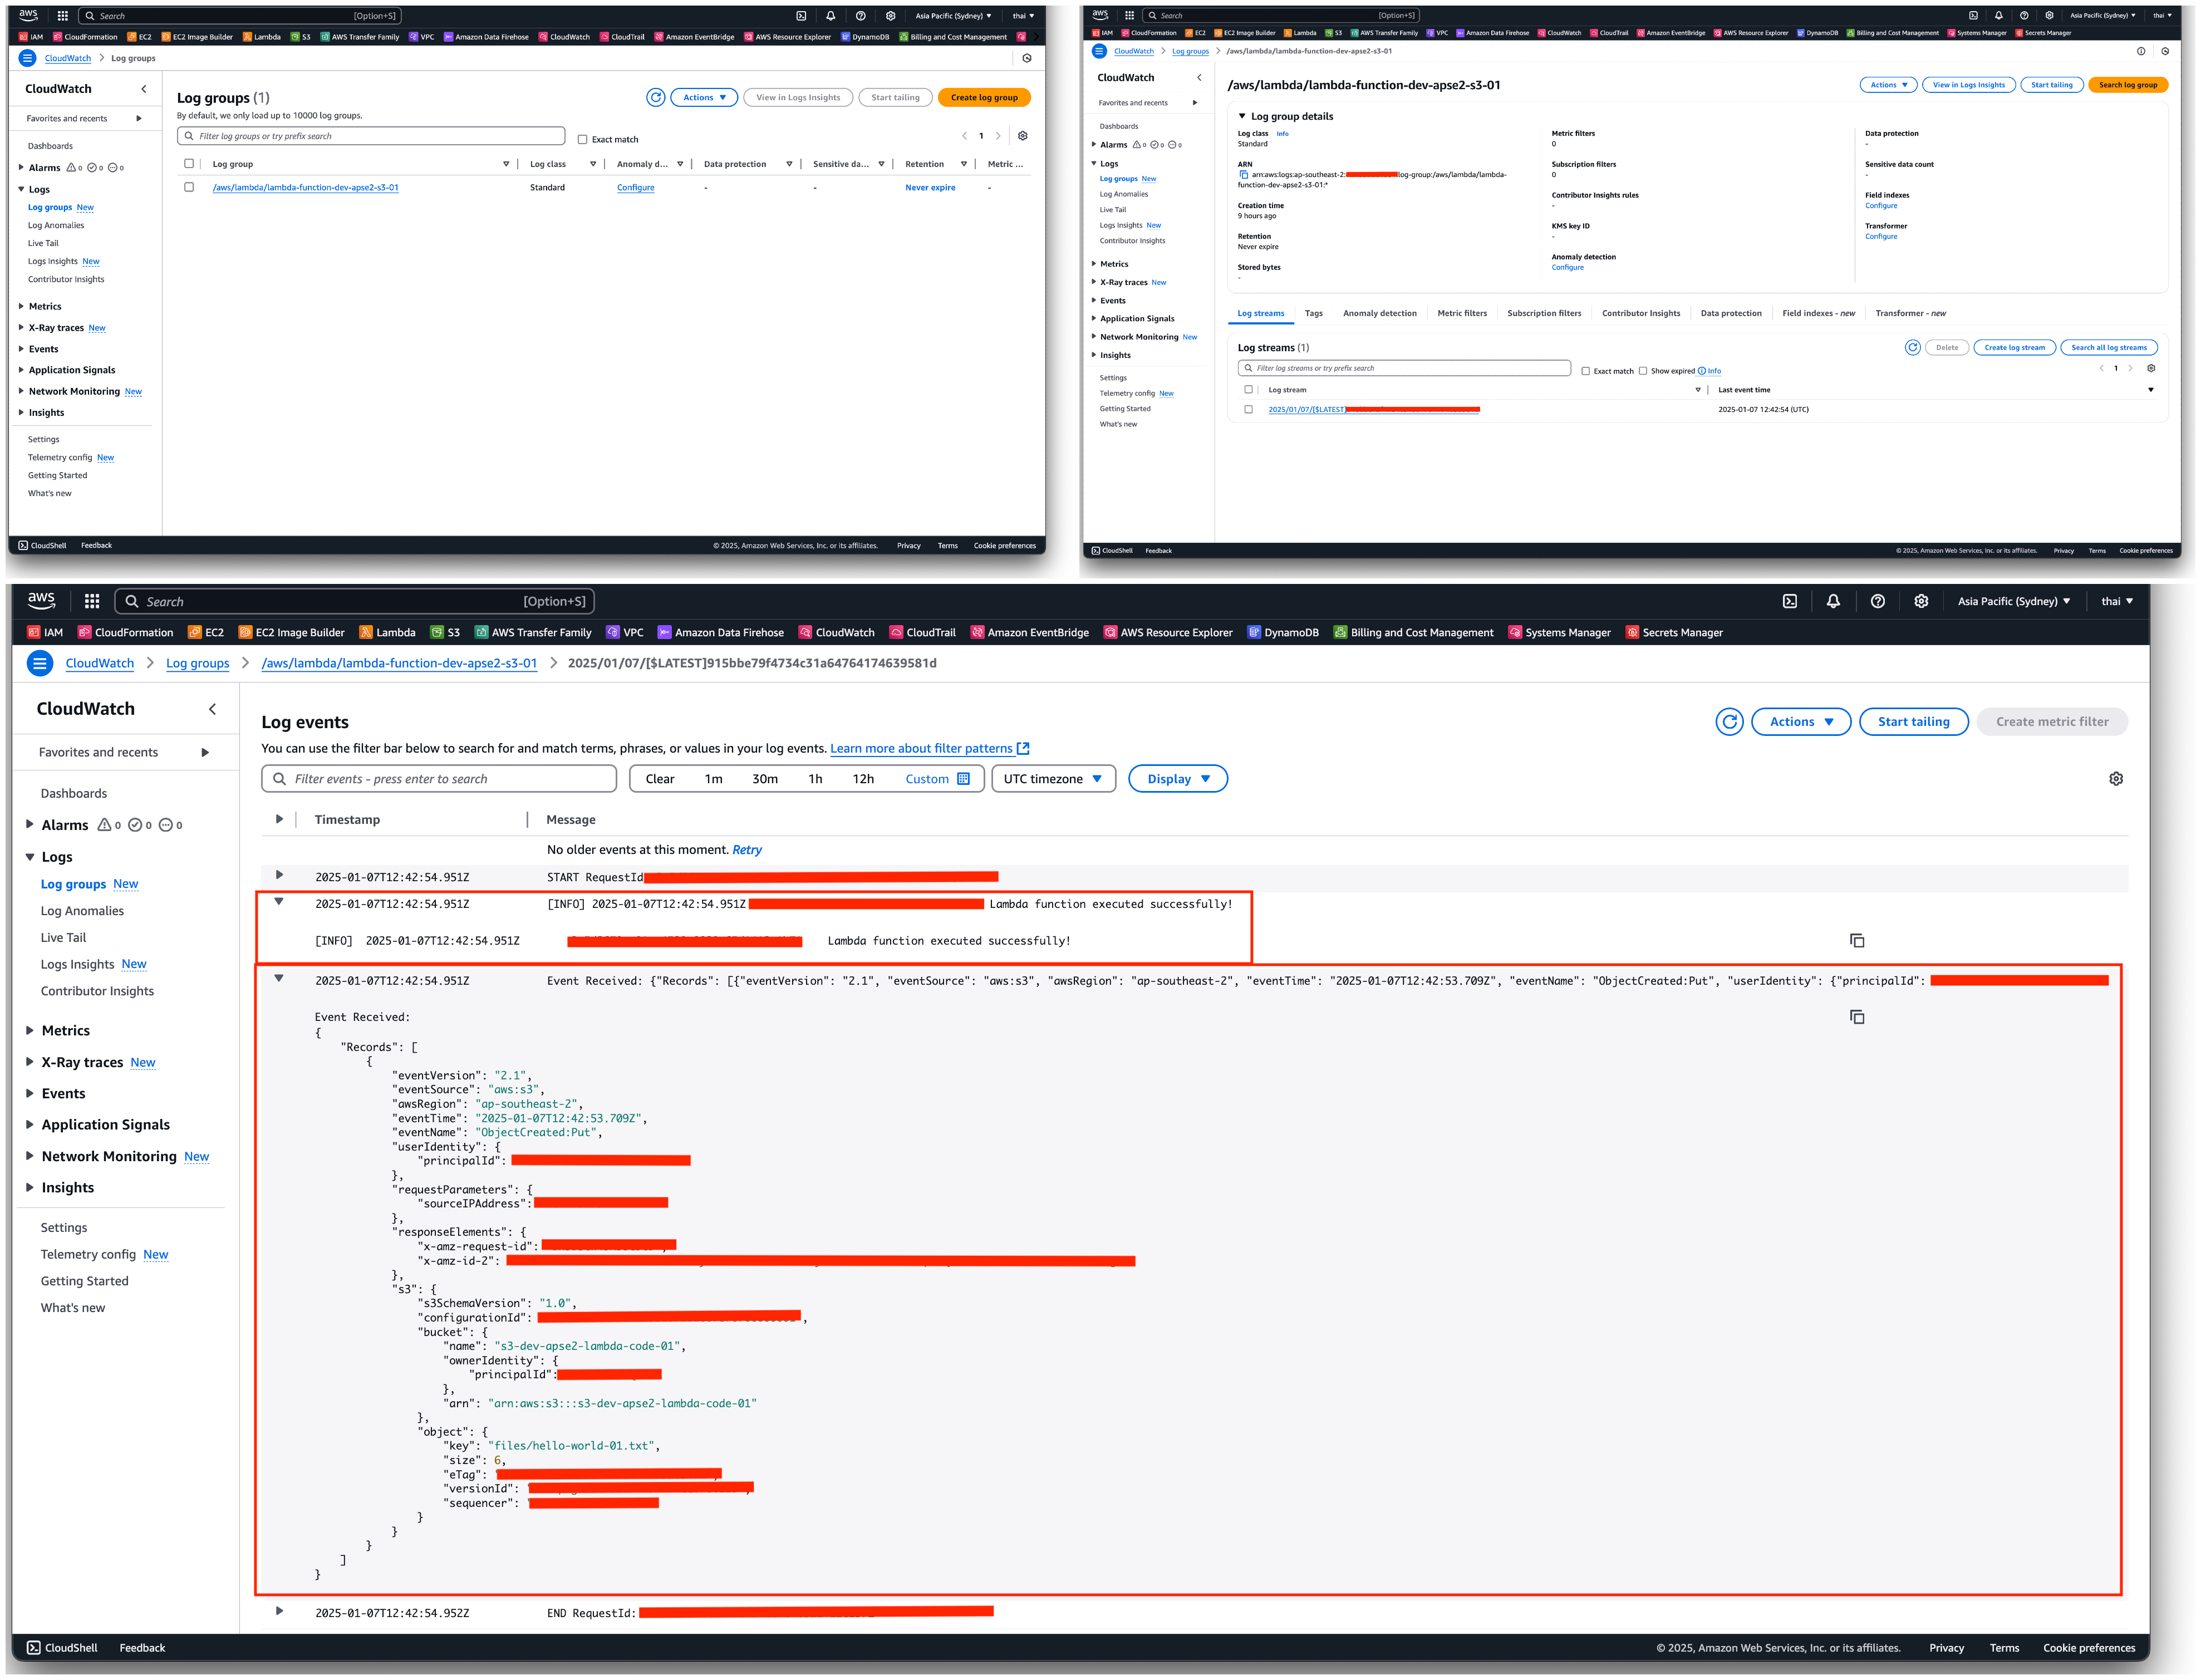 aws Search [Option+S] Asia Pacific (Sydney) thai
IAM CloudFormation EC2 EC2 Image Builder Lambda S3 AWS Transfer Family VPC Amazon Data Firehose CloudWatch CloudTrail Amazon EventBridge AWS Resource Explorer DynamoDB Billing and Cost Management
CloudWatch Log groups
CloudWatch
Favorites and recents
Dashboards
Alarms 0 0 0
Logs
Log groups New
Log Anomalies
Live Tail
Logs Insights New
Contributor Insights
Metrics
X-Ray traces New
Events
Application Signals
Network Monitoring New
Insights
Settings
Telemetry config New
Getting Started
What's new
Log groups (1)
By default, we only load up to 10000 log groups.
Actions View in Logs Insights Start tailing Create log group
Filter log groups or try prefix search Exact match 1
Log group Log class Anomaly d... Data protection Sensitive da... Retention Metric ...
/aws/lambda/lambda-function-dev-apse2-s3-01 Standard Configure - - Never expire -
CloudShell Feedback © 2025, Amazon Web Services, Inc. or its affiliates. Privacy Terms Cookie preferences
aws Search [Option+S] Asia Pacific (Sydney) thai
IAM CloudFormation EC2 EC2 Image Builder Lambda S3 AWS Transfer Family VPC Amazon Data Firehose CloudWatch CloudTrail Amazon EventBridge AWS Resource Explorer DynamoDB Billing and Cost Management Systems Manager Secrets Manager
CloudWatch Log groups /aws/lambda/lambda-function-dev-apse2-s3-01
CloudWatch
Favorites and recents
Dashboards
Alarms 0 0 0
Logs
Log groups New
Log Anomalies
Live Tail
Logs Insights New
Contributor Insights
Metrics
X-Ray traces New
Events
Application Signals
Network Monitoring New
Insights
Settings
Telemetry config New
Getting Started
What's new
/aws/lambda/lambda-function-dev-apse2-s3-01
Actions View in Logs Insights Start tailing Search log group
Log group details
Log class Info
Standard
ARN
arn:aws:logs:ap-southeast-2: log-group:/aws/lambda/lambda-
function-dev-apse2-s3-01:*
Creation time
9 hours ago
Retention
Never expire
Stored bytes
-
Metric filters
0
Subscription filters
0
Contributor Insights rules
-
KMS key ID
-
Anomaly detection
Configure
Data protection
-
Sensitive data count
-
Field indexes
Configure
Transformer
Configure
Log streams Tags Anomaly detection Metric filters Subscription filters Contributor Insights Data protection Field indexes - new Transformer - new
Log streams (1)
Delete Create log stream Search all log streams
Filter log streams or try prefix search Exact match Show expired Info 1
Log stream Last event time
2025/01/07/[$LATEST] 2025-01-07 12:42:54 (UTC)
CloudShell Feedback © 2025, Amazon Web Services, Inc. or its affiliates. Privacy Terms Cookie preferences
aws Search [Option+S] Asia Pacific (Sydney) thai
IAM CloudFormation EC2 EC2 Image Builder Lambda S3 AWS Transfer Family VPC Amazon Data Firehose CloudWatch CloudTrail Amazon EventBridge AWS Resource Explorer DynamoDB Billing and Cost Management Systems Manager Secrets Manager
CloudWatch Log groups /aws/lambda/lambda-function-dev-apse2-s3-01 2025/01/07/[$LATEST]915bbe79f4734c31a64764174639581d
CloudWatch
Favorites and recents
Dashboards
Alarms 0 0 0
Logs
Log groups New
Log Anomalies
Live Tail
Logs Insights New
Contributor Insights
Metrics
X-Ray traces New
Events
Application Signals
Network Monitoring New
Insights
Settings
Telemetry config New
Getting Started
What's new
Log events
Actions Start tailing Create metric filter
You can use the filter bar below to search for and match terms, phrases, or values in your log events. Learn more about filter patterns
Filter events - press enter to search Clear 1m 30m 1h 12h Custom UTC timezone Display
Timestamp Message
No older events at this moment. Retry
2025-01-07T12:42:54.951Z START RequestId
2025-01-07T12:42:54.951Z [INFO] 2025-01-07T12:42:54.951Z Lambda function executed successfully!
[INFO] 2025-01-07T12:42:54.951Z Lambda function executed successfully!
2025-01-07T12:42:54.951Z Event Received: {"Records": [{"eventVersion": "2.1", "eventSource": "aws:s3", "awsRegion": "ap-southeast-2", "eventTime": "2025-01-07T12:42:53.709Z", "eventName": "ObjectCreated:Put", "userIdentity": {"principalId":
Event Received:
{
"Records": [
{
"eventVersion": "2.1",
"eventSource": "aws:s3",
"awsRegion": "ap-southeast-2",
"eventTime": "2025-01-07T12:42:53.709Z",
"eventName": "ObjectCreated:Put",
"userIdentity": {
"principalId":
},
"requestParameters": {
"sourceIPAddress":
},
"responseElements": {
"x-amz-request-id":
"x-amz-id-2":
},
"s3": {
"s3SchemaVersion": "1.0",
"configurationId": ,
"bucket": {
"name": "s3-dev-apse2-lambda-code-01",
"ownerIdentity": {
"principalId":
},
"arn": "arn:aws:s3:::s3-dev-apse2-lambda-code-01"
},
"object": {
"key": "files/hello-world-01.txt",
"size": 6,
"eTag":
"versionId":
"sequencer":
}
}
}
]
}
2025-01-07T12:42:54.952Z END RequestId:
CloudShell Feedback © 2025, Amazon Web Services, Inc. or its affiliates. Privacy Terms Cookie preferences